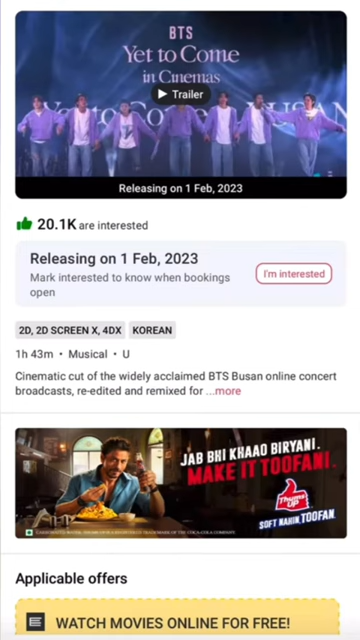 BTS
Yet to Come
in Cinemas
Trailer
Releasing on 1 Feb, 2023
20.1K are interested
Releasing on 1 Feb, 2023
Mark interested to know when bookings
open
I'm interested
2D, 2D SCREEN X, 4DX
KOREAN
1h 43m • Musical • U
Cinematic cut of the widely acclaimed BTS Busan online concert
broadcasts, re-edited and remixed for ...more
JAB BHI KHAAO BIRYANI.
MAKE IT TOOFANI.
Thums Up
SOFT NAHIN, TOOFAN
Applicable offers
WATCH MOVIES ONLINE FOR FREE!